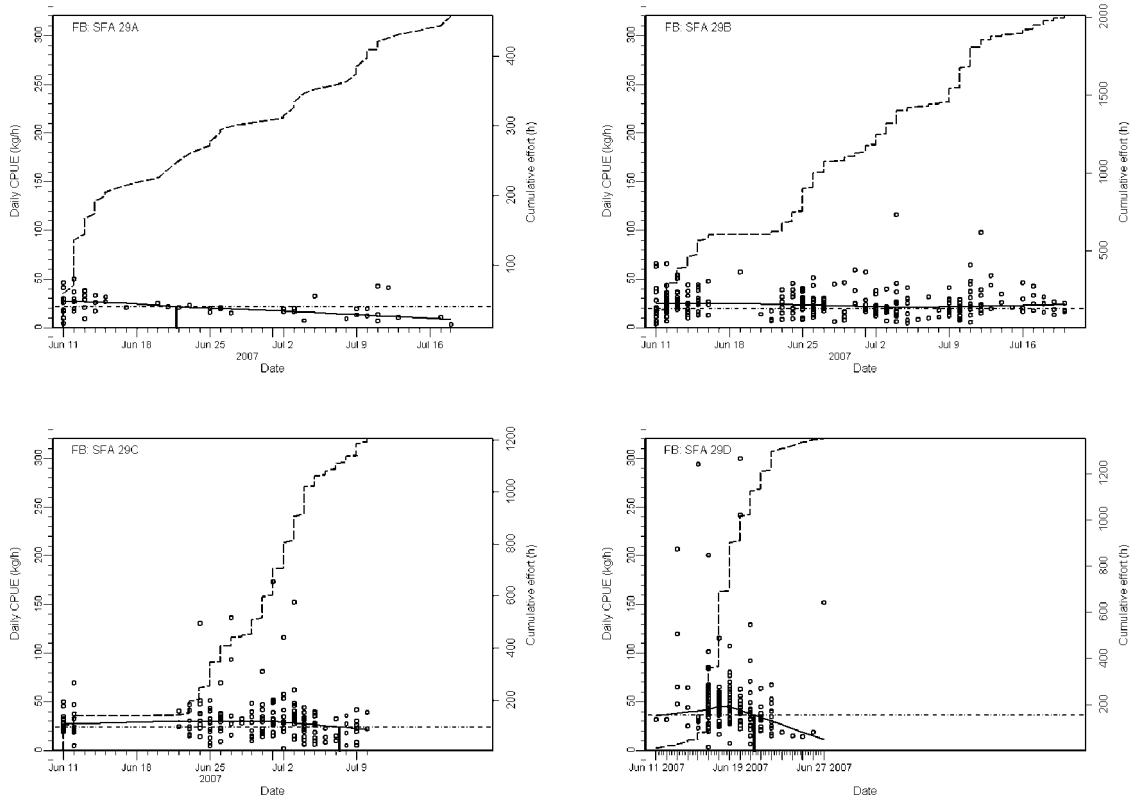 FB: SFA 29A
Daily CPUE (kg/h)
0 50 100 150 200 250 300
Cumulative effort (h)
100 200 300 400
Jun 11 Jun 18 Jun 25 Jul 2 Jul 9 Jul 16
2007
Date
FB: SFA 29B
Daily CPUE (kg/h)
0 50 100 150 200 250 300
Cumulative effort (h)
500 1000 1500 2000
Jun 11 Jun 18 Jun 25 Jul 2 Jul 9 Jul 16
2007
Date
FB: SFA 29C
Daily CPUE (kg/h)
0 50 100 150 200 250 300
Cumulative effort (h)
200 400 600 800 1000 1200
Jun 11 Jun 18 Jun 25 Jul 2 Jul 9
2007
Date
FB: SFA 29D
Daily CPUE (kg/h)
0 50 100 150 200 250 300
Cumulative effort (h)
200 400 600 800 1000 1200
Jun 11 2007 Jun 19 2007 Jun 27 2007
Date